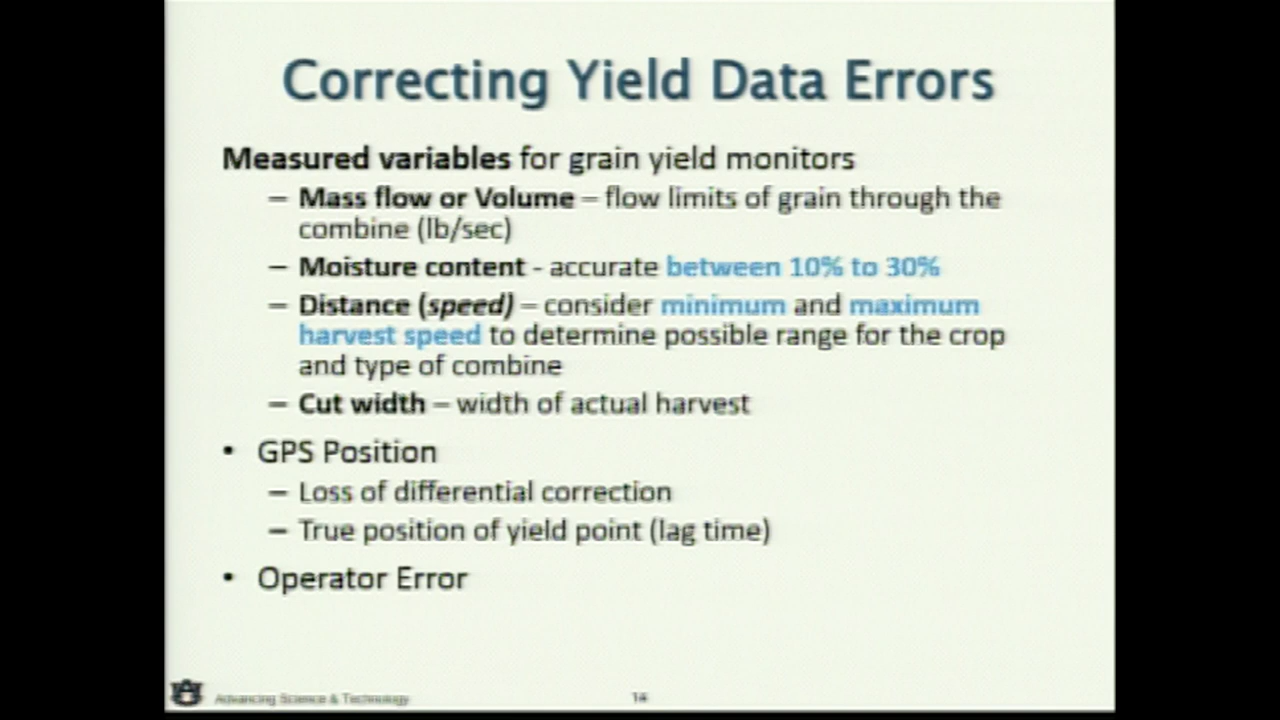 Correcting Yield Data Errors
Measured variables for grain yield monitors
– Mass flow or Volume – flow limits of grain through the
combine (lb/sec)
– Moisture content - accurate between 10% to 30%
– Distance (speed) – consider minimum and maximum
harvest speed to determine possible range for the crop
and type of combine
– Cut width – width of actual harvest
• GPS Position
– Loss of differential correction
– True position of yield point (lag time)
• Operator Error
Advancing Science & Technology
14